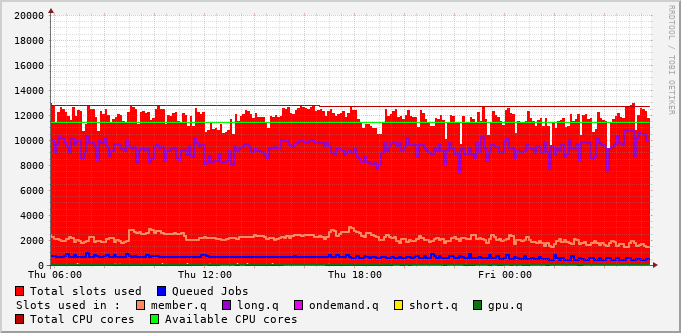 RRDTOOL / TOBI OETIKER
20000
18000
16000
14000
12000
10000
8000
6000
4000
2000
0
Thu 06:00 Thu 12:00 Thu 18:00 Fri 00:00
Total slots used Queued Jobs
Slots used in : member.q long.q ondemand.q short.q gpu.q
Total CPU cores Available CPU cores